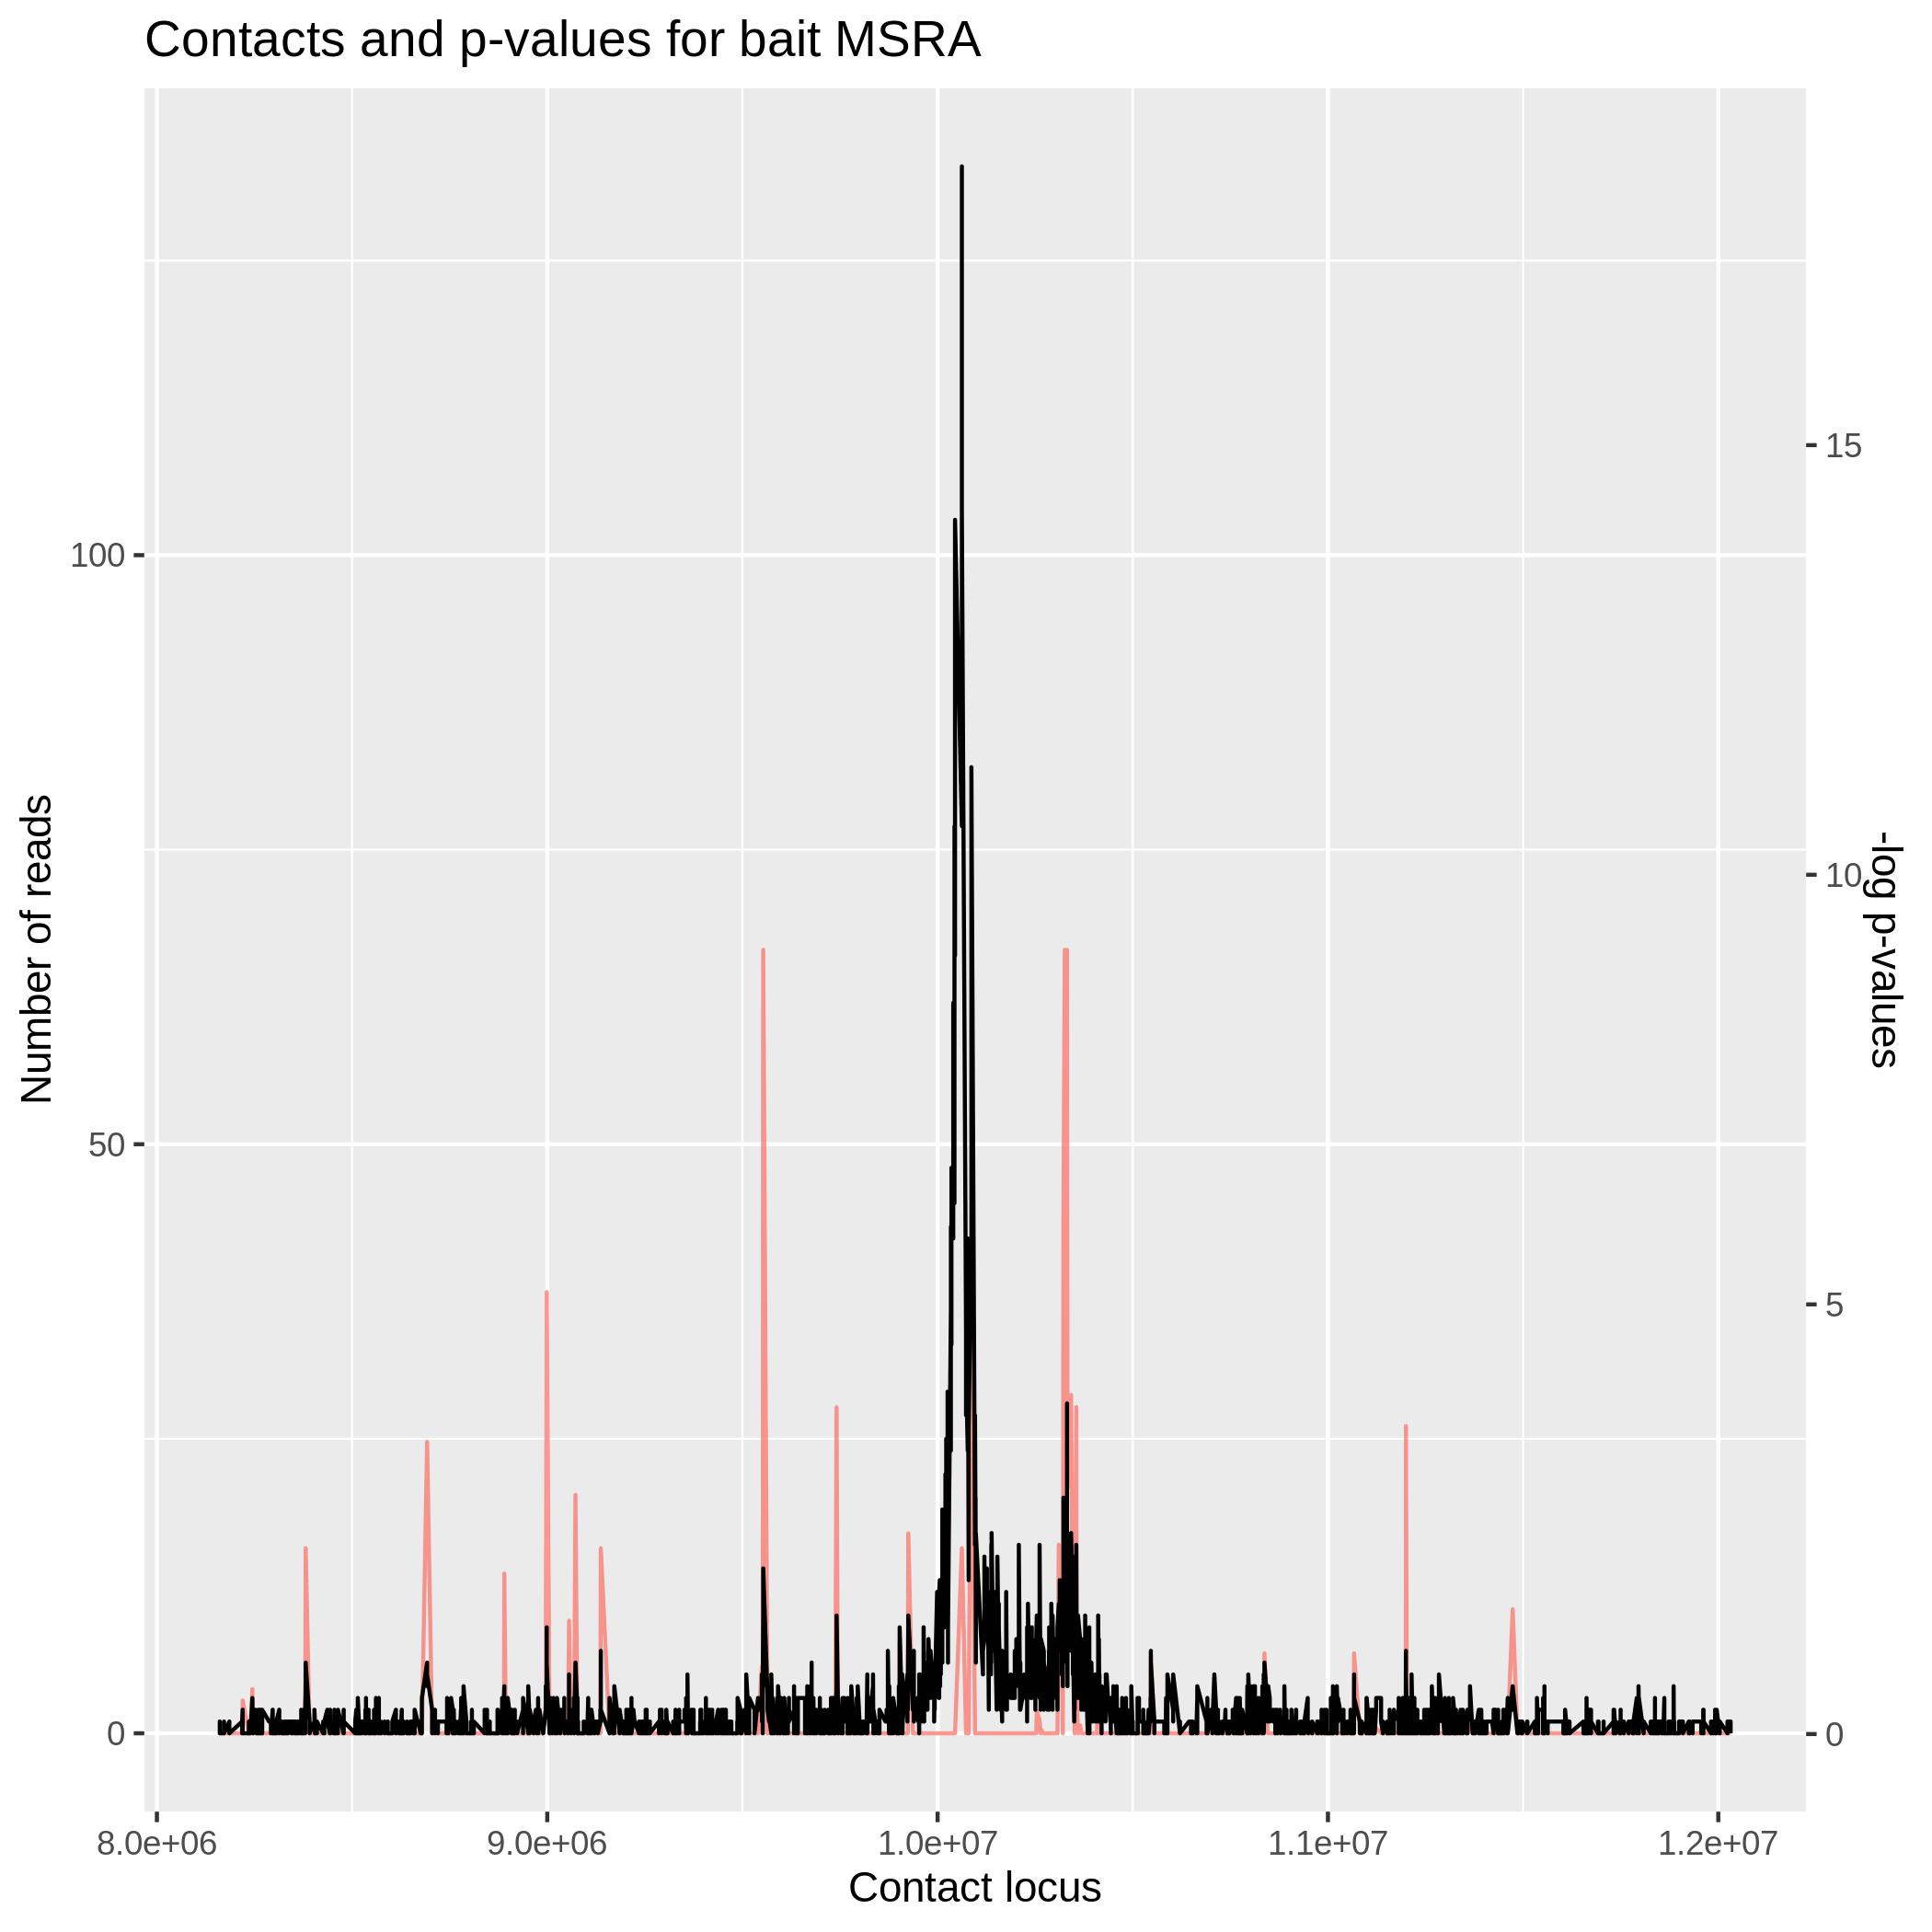 Contacts and p-values for bait MSRA
Number of reads
100
50
0
15
10
5
0
-log p-values
8.0e+06
9.0e+06
1.0e+07
1.1e+07
1.2e+07
Contact locus